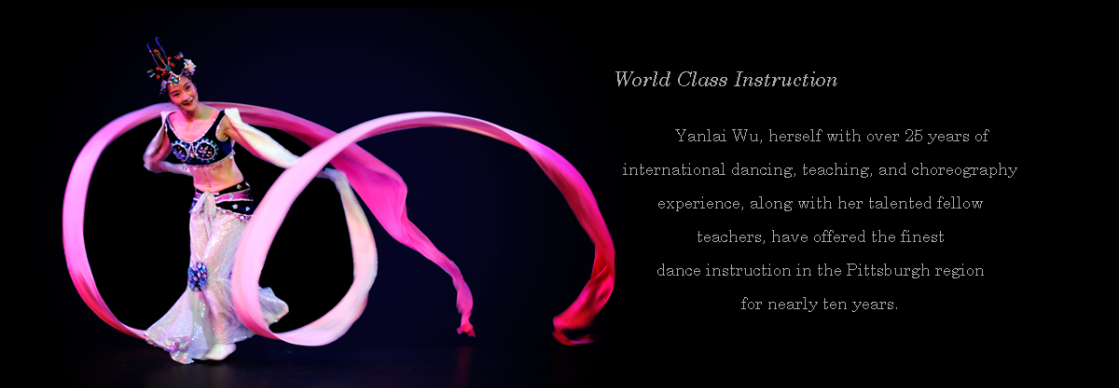 World Class Instruction
Yanlai Wu, herself with over 25 years of
international dancing, teaching, and choreography
experience, along with her talented fellow
teachers, have offered the finest
dance instruction in the Pittsburgh region
for nearly ten years.